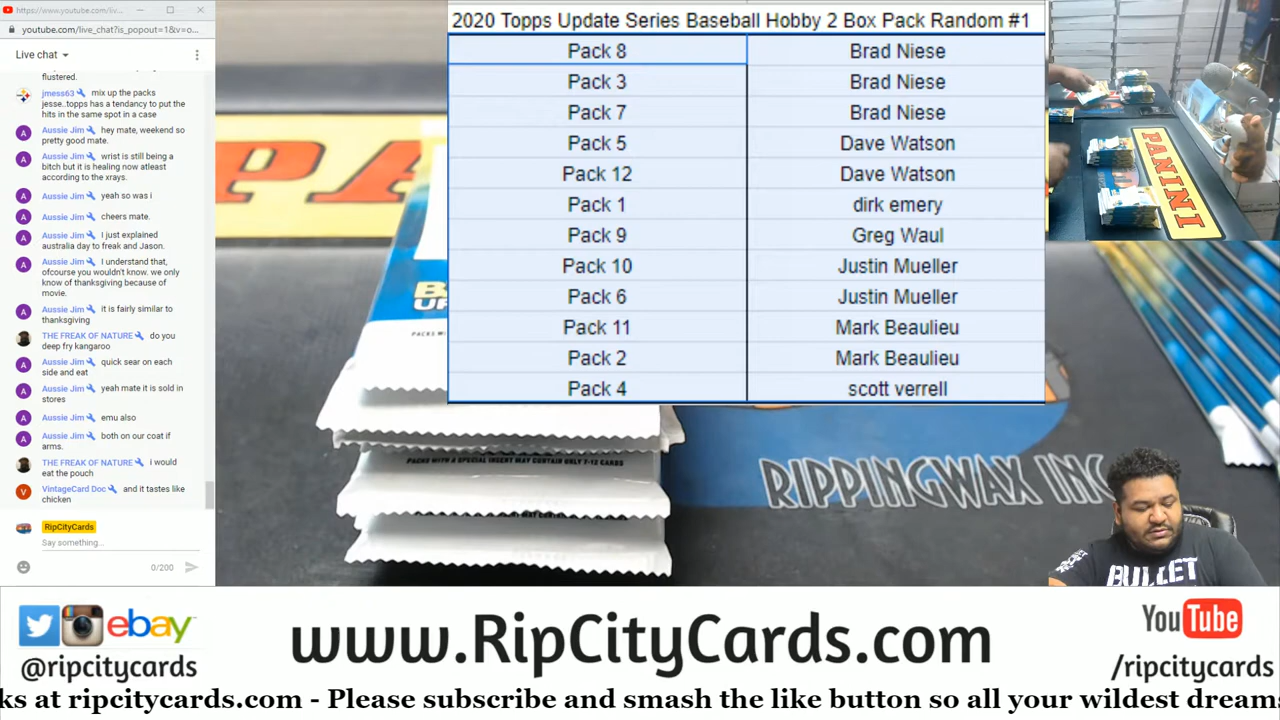 https://www.youtube.com/liv...
youtube.com/live_chat?is_popout=1&v=o...
Live chat
flustered.
jmess63 mix up the packs
jesse..topps has a tendancy to put the
hits in the same spot in a case
Aussie Jim hey mate, weekend so
pretty good mate.
Aussie Jim wrist is still being a
bitch but it is healing now atleast
according to the xrays.
Aussie Jim yeah so was i
Aussie Jim cheers mate.
Aussie Jim I just explained
australia day to freak and Jason.
Aussie Jim I understand that,
ofcourse you wouldn't know. we only
know of thanksgiving because of
movie.
Aussie Jim it is fairly similar to
thanksgiving
THE FREAK OF NATURE do you
deep fry kangaroo
Aussie Jim quick sear on each
side and eat
Aussie Jim yeah mate it is sold in
stores
Aussie Jim emu also
Aussie Jim both on our coat if
arms.
THE FREAK OF NATURE i would
eat the pouch
VintageCard Doc and it tastes like
chicken
RipCityCards
Say something...
0/200
2020 Topps Update Series Baseball Hobby 2 Box Pack Random #1
Pack 8 Brad Niese
Pack 3 Brad Niese
Pack 7 Brad Niese
Pack 5 Dave Watson
Pack 12 Dave Watson
Pack 1 dirk emery
Pack 9 Greg Waul
Pack 10 Justin Mueller
Pack 6 Justin Mueller
Pack 11 Mark Beaulieu
Pack 2 Mark Beaulieu
Pack 4 scott verrell
PANINI
PA
PACKS WITH A SPECIAL INSERT MAY CONTAIN ONLY 7-12 CARDS
RIPPINGWAX INC
BULLET
ebay
@ripcitycards
www.RipCityCards.com
YouTube
/ripcitycards
ks at ripcitycards.com - Please subscribe and smash the like button so all your wildest dreams